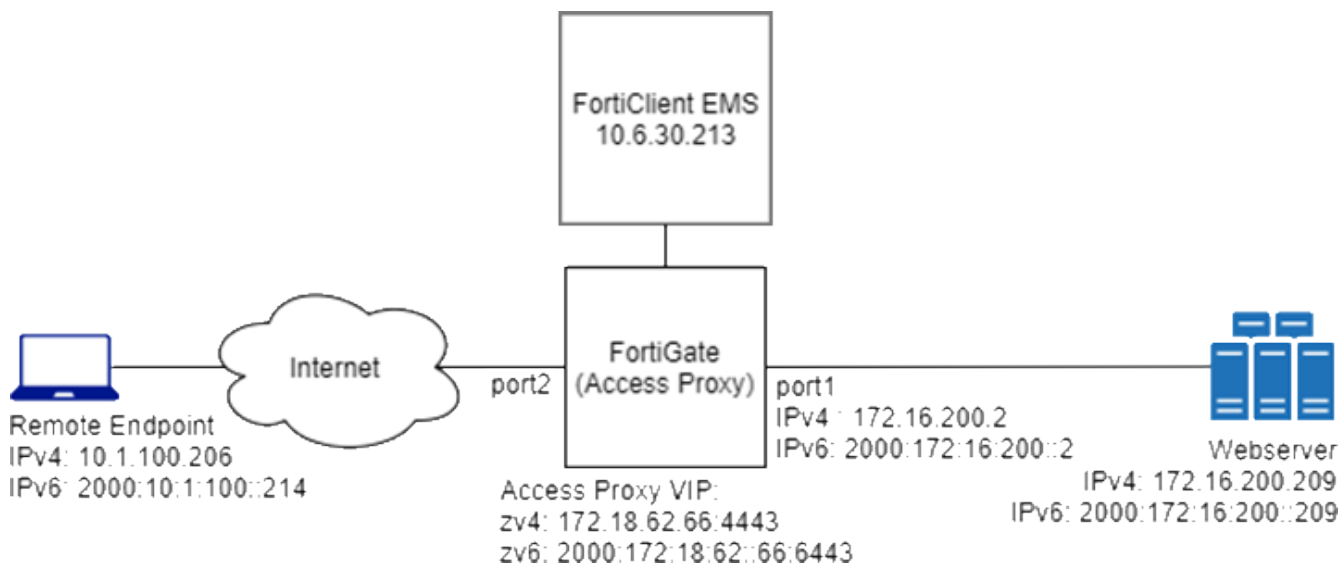 FortiClient EMS
10.6.30.213
Internet
port2
FortiGate
(Access Proxy)
port1
IPv4 : 172.16.200.2
IPv6: 2000:172:16:200::2
Remote Endpoint
IPv4: 10.1.100.206
IPv6: 2000:10:1:100::214
Access Proxy VIP:
zv4: 172.18.62.66:4443
zv6: 2000:172:18:62::66:6443
Webserver
IPv4: 172.16.200.209
IPv6: 2000:172:16:200::209